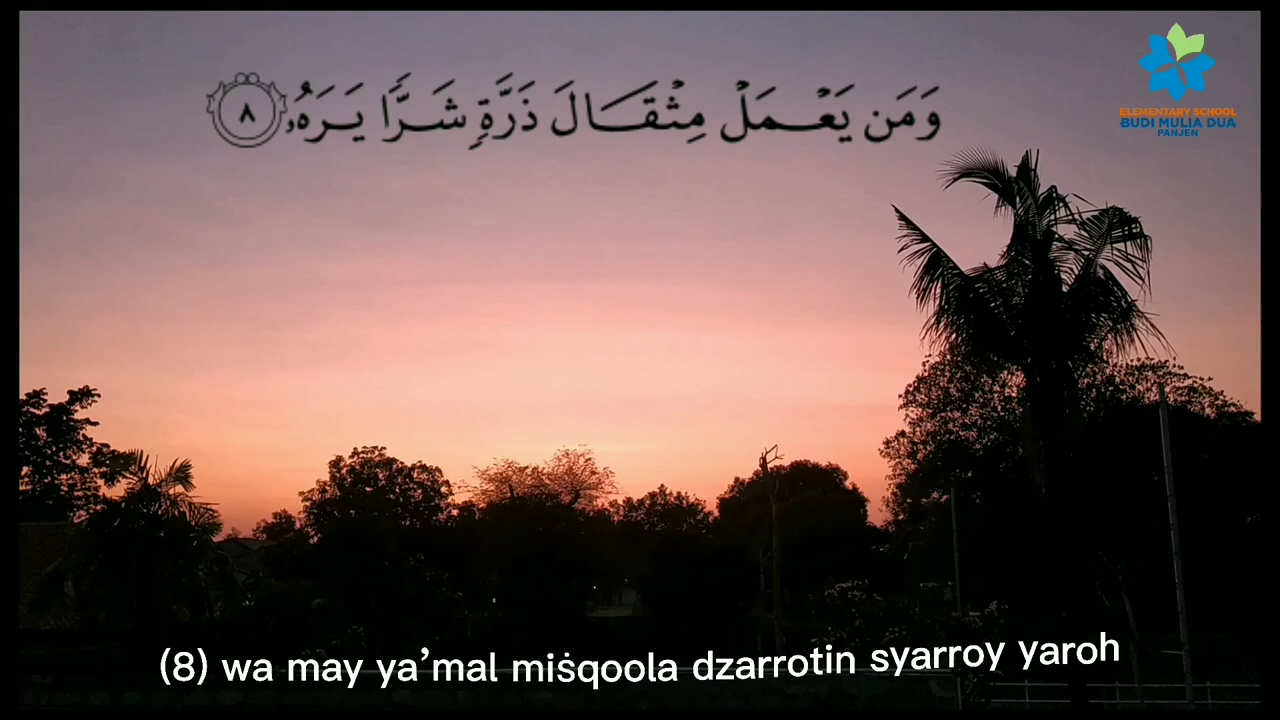 وَمَن يَعْمَلْ مِثْقَالَ ذَرَّةٍ شَرًّا يَرَهُۥ ٨
ELEMENTARY SCHOOL
BUDI MULIA DUA
PANJEN
(8) wa may ya’mal miṡqoola dzarrotin syarroy yaroh